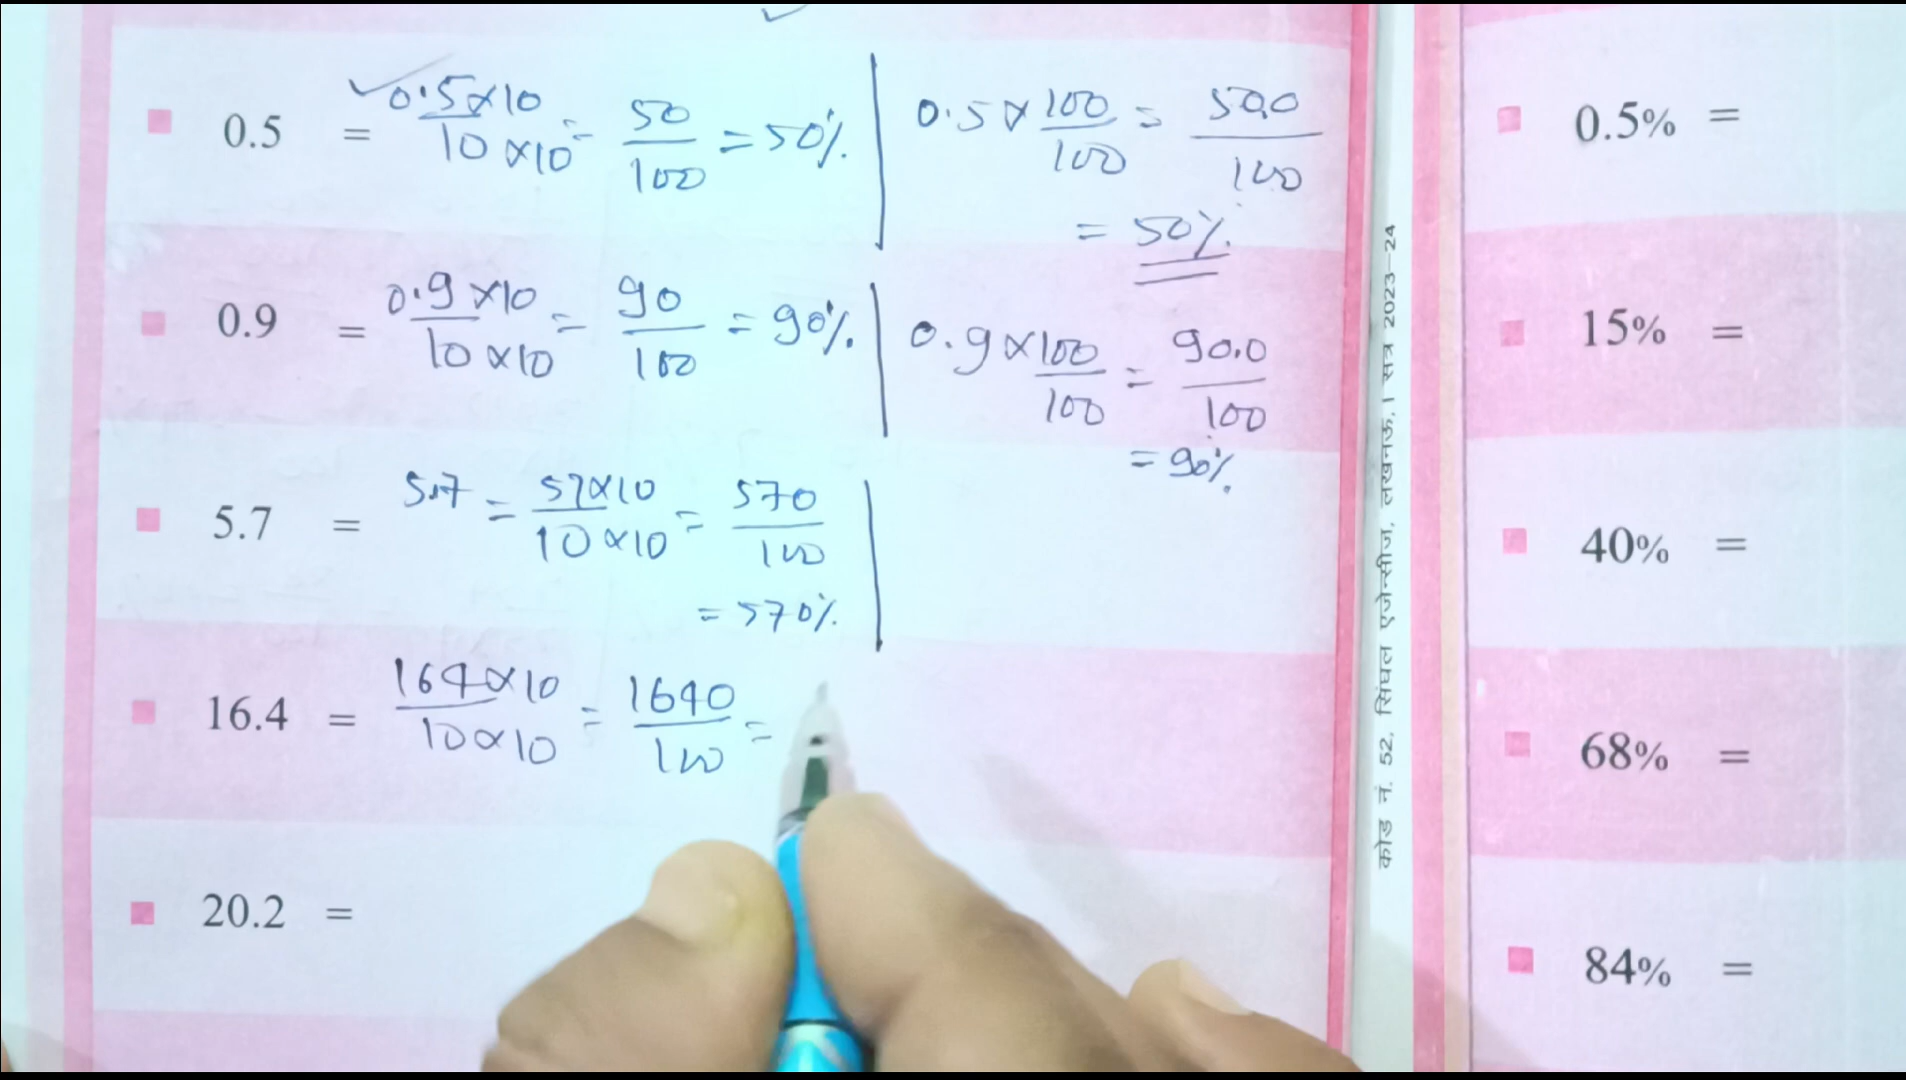 0.5 = 0.5×10/10×10 = 50/100 = 50% | 0.5 × 100/100 = 50.0/100
= 50%
0.9 = 0.9×10/10×10 = 90/100 = 90% | 0.9×100/100 = 90.0/100
= 90%
5.7 = 5.7 = 57×10/10×10 = 570/100
= 570%
16.4 = 164×10/10×10 = 1640/100 =
20.2 =
कोड नं. 52, सिंघल एजेन्सीज, लखनऊ, । सत्र 2023–24
0.5% =
15% =
40% =
68% =
84% =